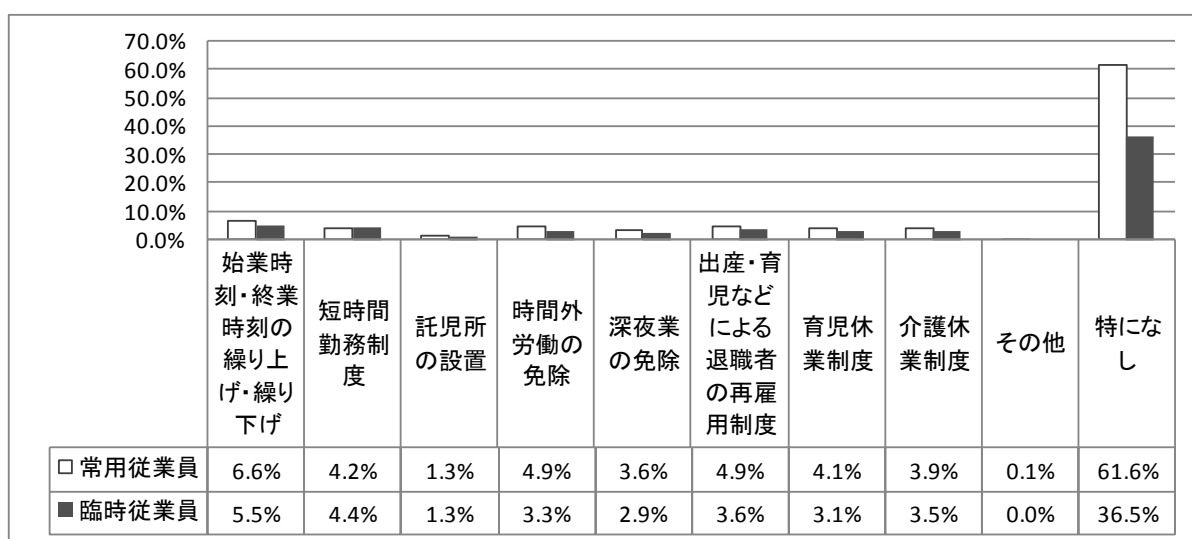 70.0%
60.0%
50.0%
40.0%
30.0%
20.0%
10.0%
0.0%
始業時
刻・終業
時刻の
繰り上
げ・繰り
下げ
短時間
勤務制
度
託児所
の設置
時間外
労働の
免除
深夜業
の免除
出産・育
児など
による
退職者
の再雇
用制度
育児休
業制度
介護休
業制度
その他
特にな
し
常用従業員 6.6% 4.2% 1.3% 4.9% 3.6% 4.9% 4.1% 3.9% 0.1% 61.6%
臨時従業員 5.5% 4.4% 1.3% 3.3% 2.9% 3.6% 3.1% 3.5% 0.0% 36.5%